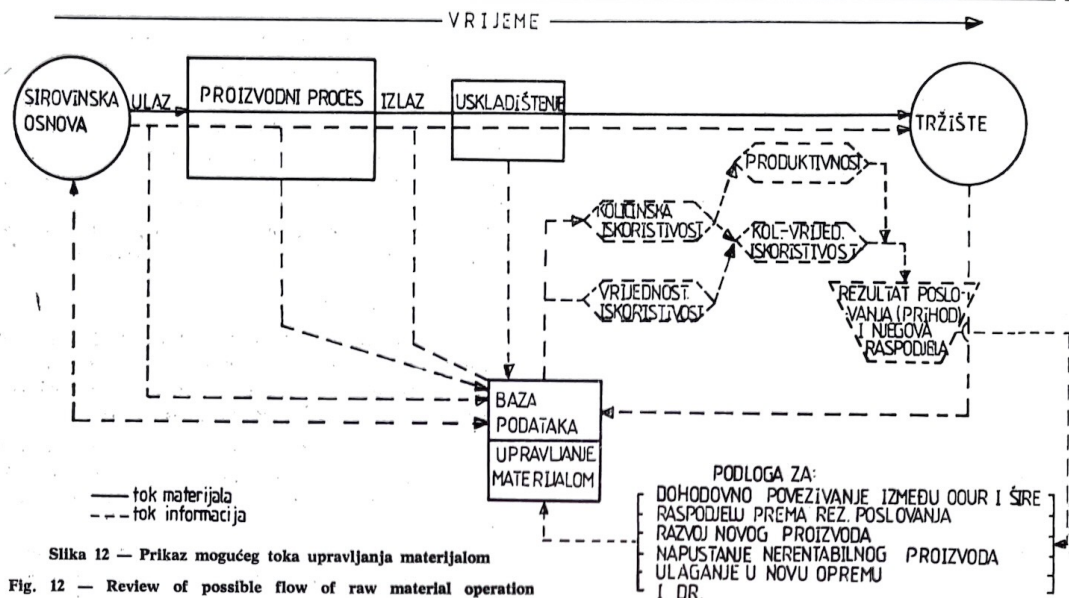 VRIJEME
SIROVINSKA
OSNOVA
ULAZ
PROIZVODNI PROCES
IZLAZ
USKLADIŠTENJE
TRŽIŠTE
PRODUKTIVNOST
KOLIČINSKA
ISKORISTIVOST
KOL.-VRIJED.
ISKORISTIVOST
VRIJEDNOST.
ISKORISTIVOST
REZULTAT POSLO-
VANJA (PRIHOD)
I NJEGOVA
RASPODJELA
BAZA
PODATAKA
UPRAVLJANJE
MATERIJALOM
PODLOGA ZA:
DOHODOVNO POVEZIVANJE IZMEĐU OOUR I ŠIRE
RASPODJELU PREMA REZ. POSLOVANJA
RAZVOJ NOVOG PROIZVODA
NAPUSTANJE NERENTABILNOG PROIZVODA
ULAGANJE U NOVU OPREMU
I DR.
tok materijala
tok informacija
Slika 12 — Prikaz mogućeg toka upravljanja materijalom
Fig. 12 — Review of possible flow of raw material operation